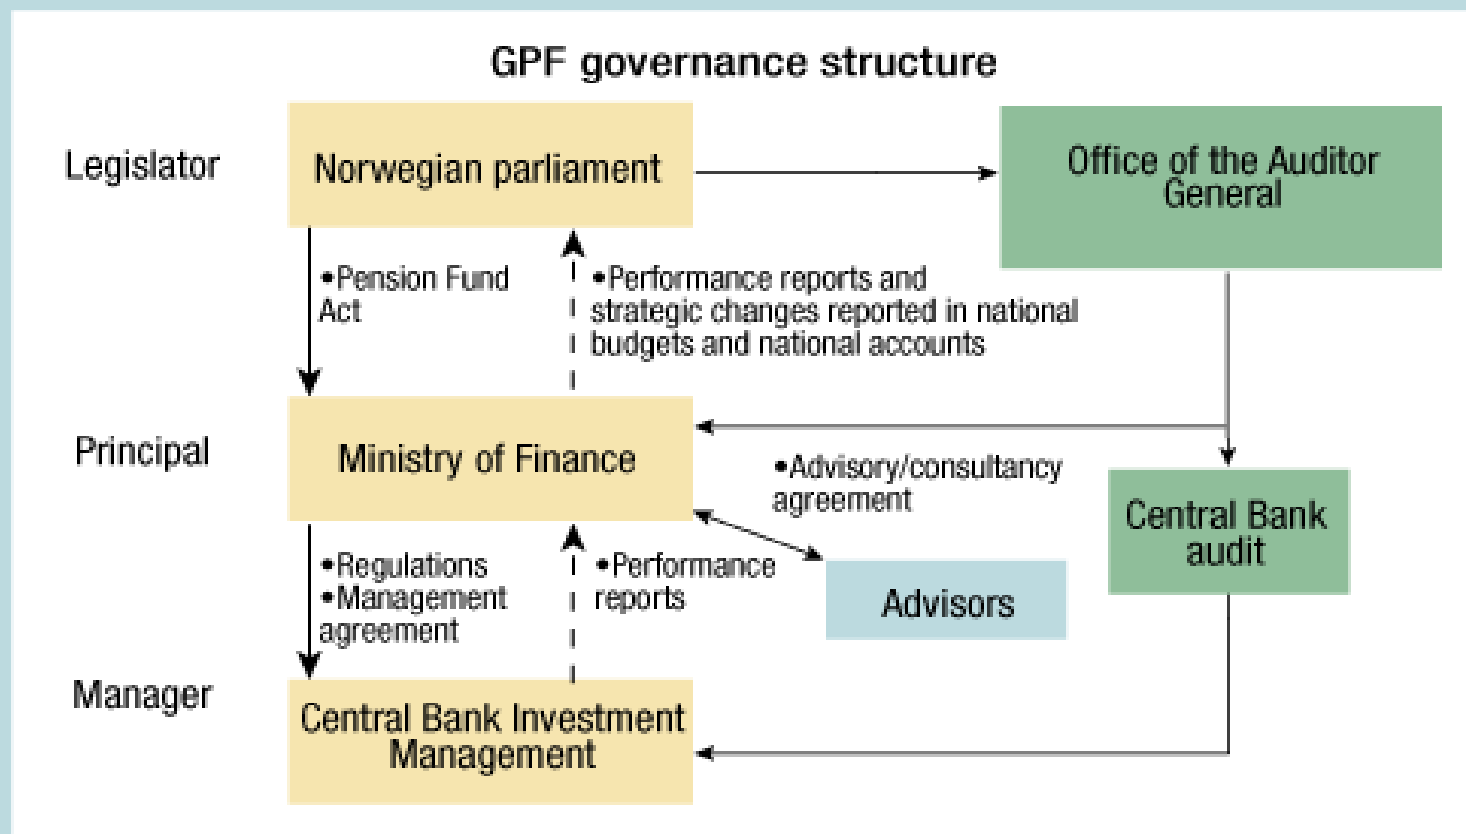 GPF governance structure
Legislator
Norwegian parliament
Office of the Auditor
General
•Pension Fund
Act
•Performance reports and
strategic changes reported in national
budgets and national accounts
Principal
Ministry of Finance
•Advisory/consultancy
agreement
Central Bank
audit
•Regulations
•Management
agreement
•Performance
reports
Advisors
Manager
Central Bank Investment
Management